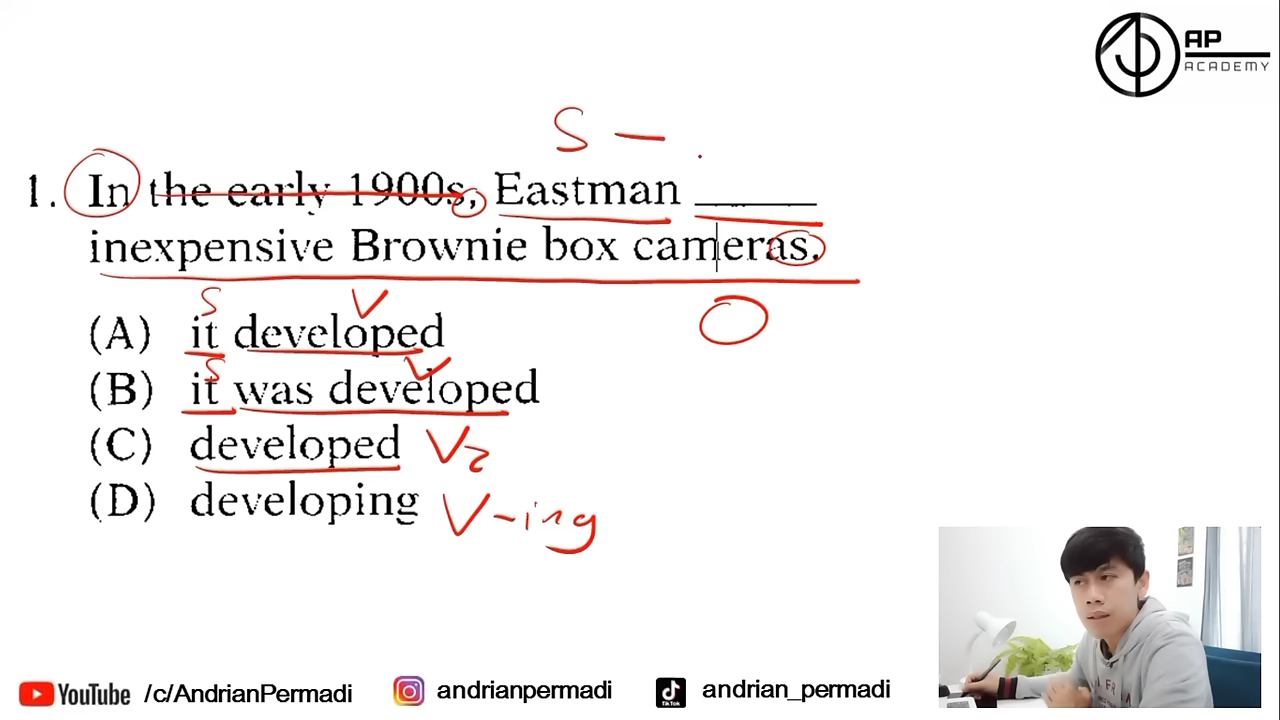 AP
ACADEMY
S –
1. In the early 1900s, Eastman ______
inexpensive Brownie box cameras.
S V O
(A) it developed
S V
(B) it was developed
(C) developed V2
(D) developing V-ing
YouTube /c/AndrianPermadi andrianpermadi TikTok andrian_permadi